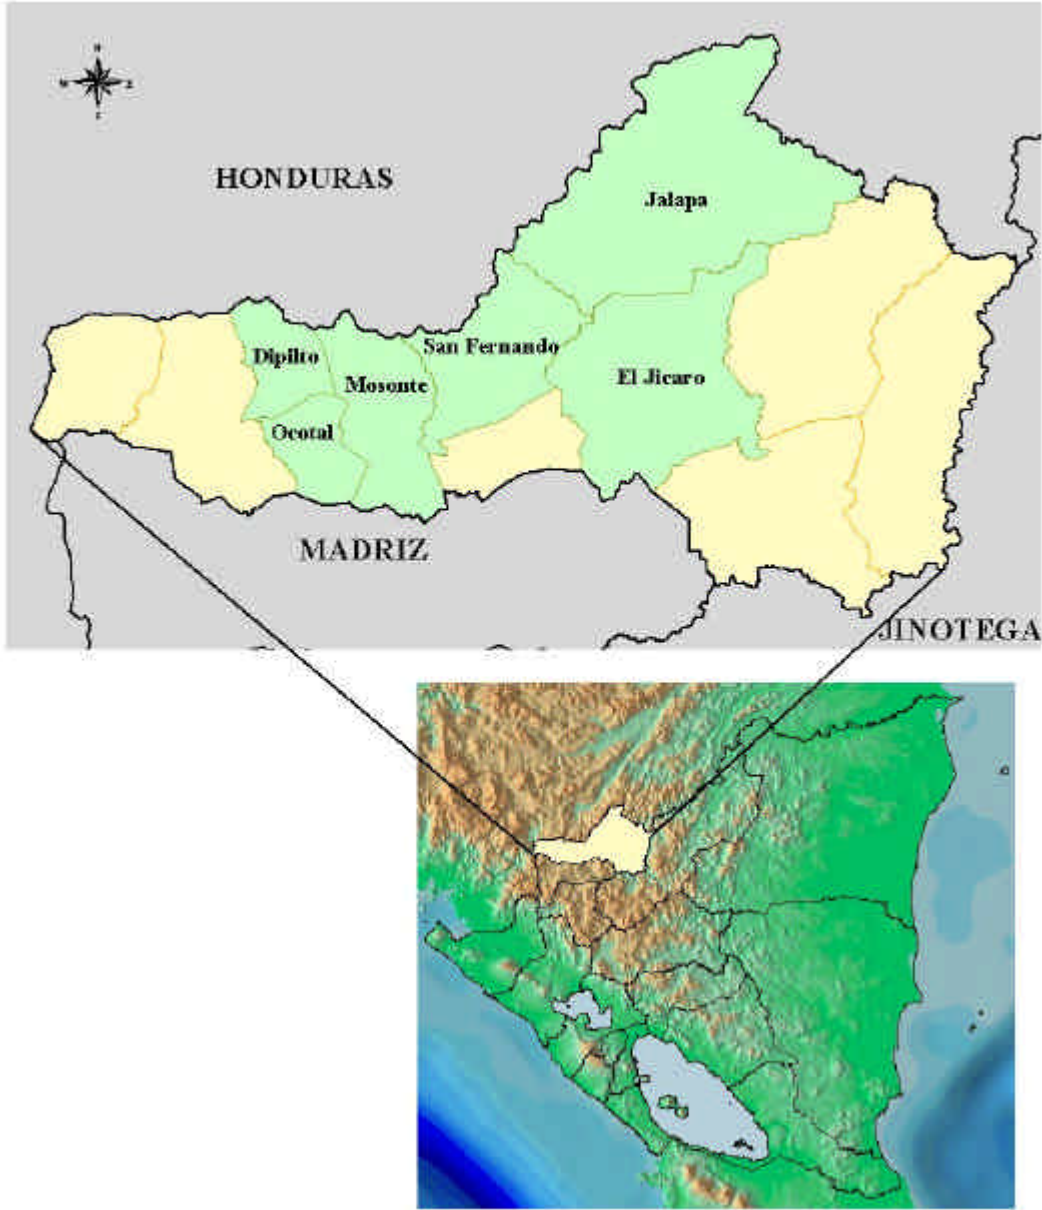 HONDURAS
Jalapa
San Fernando
Dipilto
El Jicaro
Mosonte
Ocotal
MADRIZ
JINOTEGA